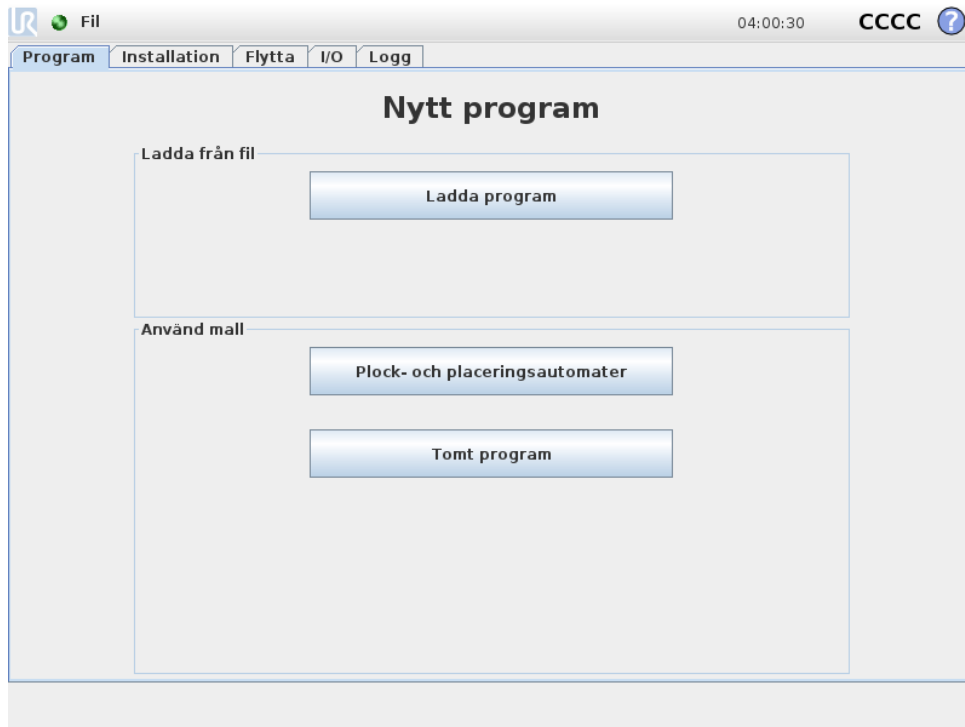 UR Fil 04:00:30 CCCC ?
Program Installation Flytta I/O Logg
Nytt program
Ladda från fil
Ladda program
Använd mall
Plock- och placeringsautomater
Tomt program